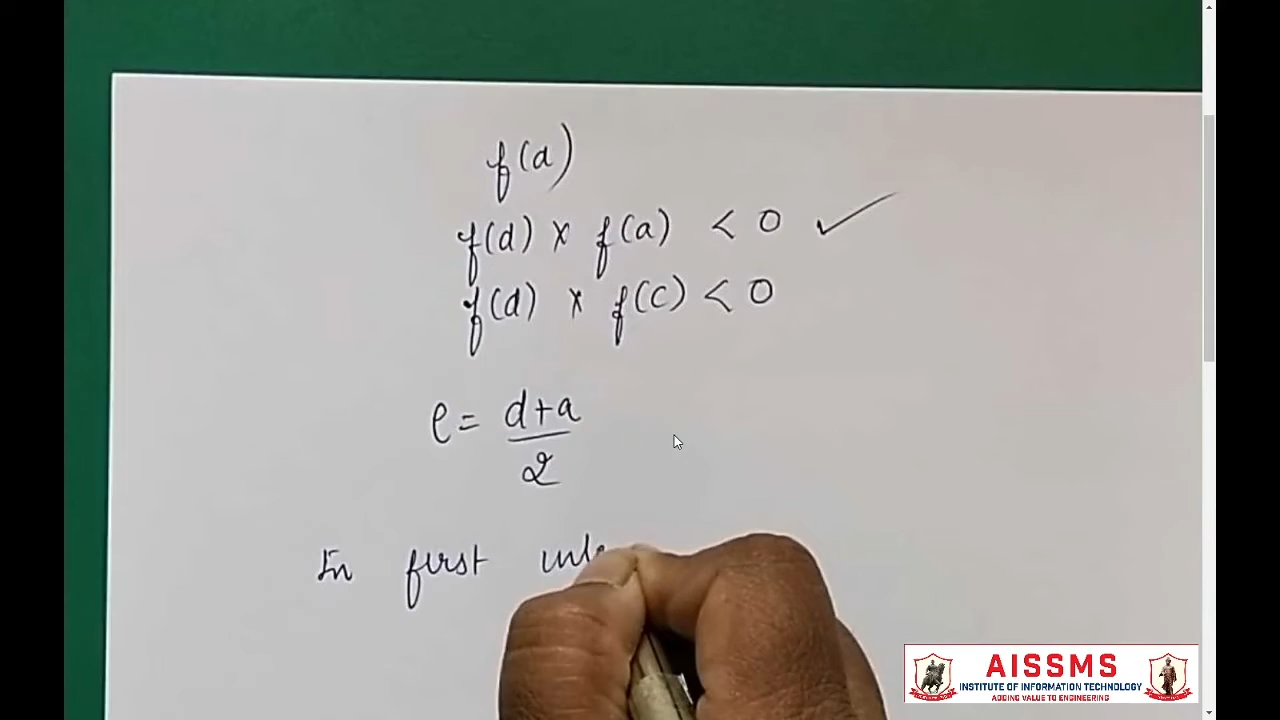 f(d)
f(d) × f(a) < 0 ✓
f(d) × f(c) < 0
e = d+a
2
In first
AISSMS
INSTITUTE OF INFORMATION TECHNOLOGY
ADDING VALUE TO ENGINEERING